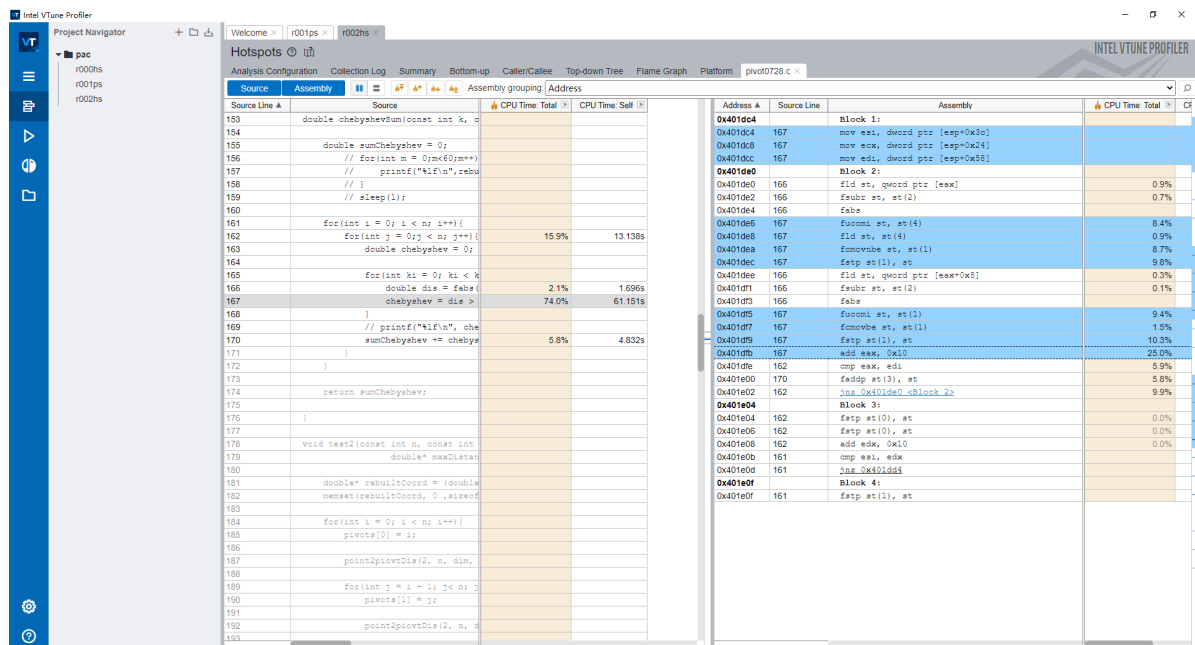 Intel VTune Profiler
Project Navigator
pac
r000hs
r001ps
r002hs
Welcome × r001ps × r002hs ×
Hotspots
INTEL VTUNE PROFILER
Analysis Configuration Collection Log Summary Bottom-up Caller/Callee Top-down Tree Flame Graph Platform pivot0728.c ×
Source Assembly Assembly grouping: Address
Source Line Source CPU Time: Total CPU Time: Self
153 double chebyshevSum(const int k, c
154
155 double sumChebyshev = 0;
156 // for(int m = 0;m<60;m++)
157 // printf("%lf\n",rebu
158 // }
159 // sleep(1);
160
161 for(int i = 0; i < n; i++){
162 for(int j = 0;j < n; j++){ 15.9% 13.138s
163 double chebyshev = 0;
164
165 for(int ki = 0; ki < k
166 double dis = fabs( 2.1% 1.696s
167 chebyshev = dis > 74.0% 61.151s
168 }
169 // printf("%lf\n", che
170 sumChebyshev += chebys 5.8% 4.832s
171 }
172 }
173
174 return sumChebyshev;
175
176 }
177
178 void test2(const int n, const int
179 double* maxDistan
180
181 double* rebuiltCoord = (double
182 memset(rebuiltCoord, 0 ,sizeof
183
184 for(int i = 0; i < n; i++){
185 pivots[0] = i;
186
187 point2piovtDis(2, n, dim,
188
189 for(int j = i + 1; j< n; j
190 pivots[1] = j;
191
192 point2piovtDis(2, n, d
193
Address Source Line Assembly CPU Time: Total
0x401dc4 Block 1:
0x401dc4 167 mov esi, dword ptr [esp+0x3c]
0x401dc8 167 mov ecx, dword ptr [esp+0x24]
0x401dcc 167 mov edi, dword ptr [esp+0x58]
0x401de0 Block 2:
0x401de0 166 fld st, qword ptr [eax] 0.9%
0x401de2 166 fsubr st, st(2) 0.7%
0x401de4 166 fabs
0x401de6 167 fucomi st, st(4) 8.4%
0x401de8 167 fld st, st(4) 0.9%
0x401dea 167 fcmovnbe st, st(1) 8.7%
0x401dec 167 fstp st(1), st 9.8%
0x401dee 166 fld st, qword ptr [eax+0x8] 0.3%
0x401df1 166 fsubr st, st(2) 0.1%
0x401df3 166 fabs
0x401df5 167 fucomi st, st(1) 9.4%
0x401df7 167 fcmovbe st, st(1) 1.5%
0x401df9 167 fstp st(1), st 10.3%
0x401dfb 167 add eax, 0x10 25.0%
0x401dfe 162 cmp eax, edi 5.9%
0x401e00 170 faddp st(3), st 5.8%
0x401e02 162 jnz 0x401de0 <Block 2> 9.9%
0x401e04 Block 3:
0x401e04 162 fstp st(0), st 0.0%
0x401e06 162 fstp st(0), st 0.0%
0x401e08 162 add edx, 0x10 0.0%
0x401e0b 161 cmp esi, edx
0x401e0d 161 jnz 0x401dd4
0x401e0f Block 4:
0x401e0f 161 fstp st(1), st